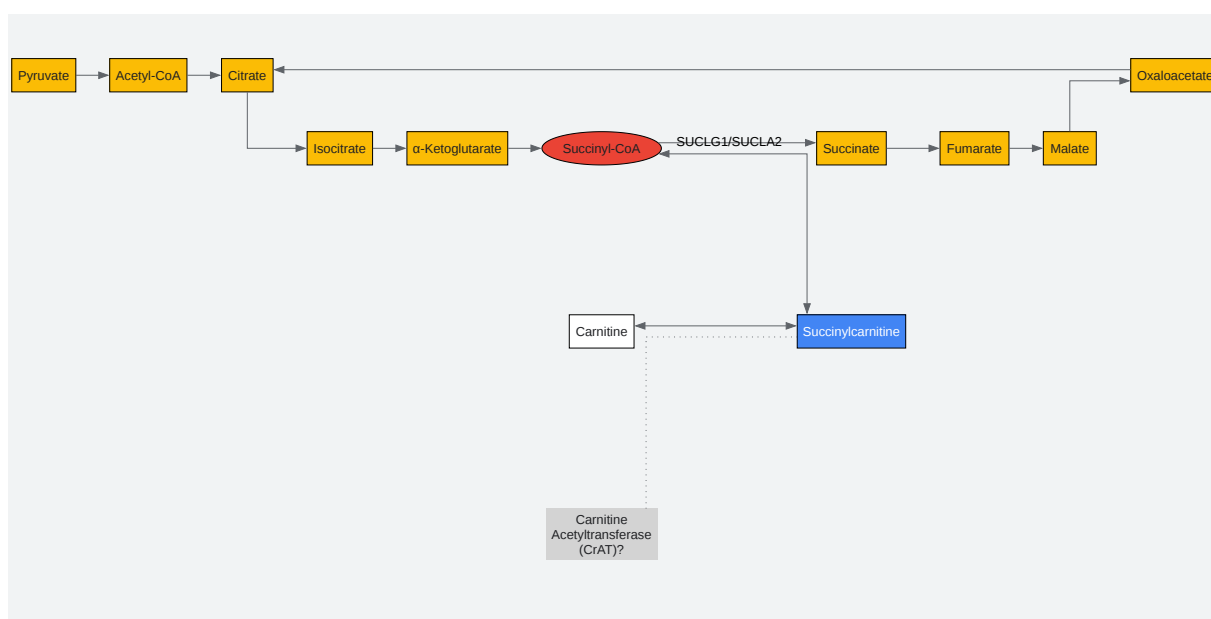 Pyruvate
Acetyl-CoA
Citrate
Oxaloacetate
Isocitrate
α-Ketoglutarate
Succinyl-CoA
SUCLG1/SUCLA2
Succinate
Fumarate
Malate
Carnitine
Succinylcarnitine
Carnitine
Acetyltransferase
(CrAT)?